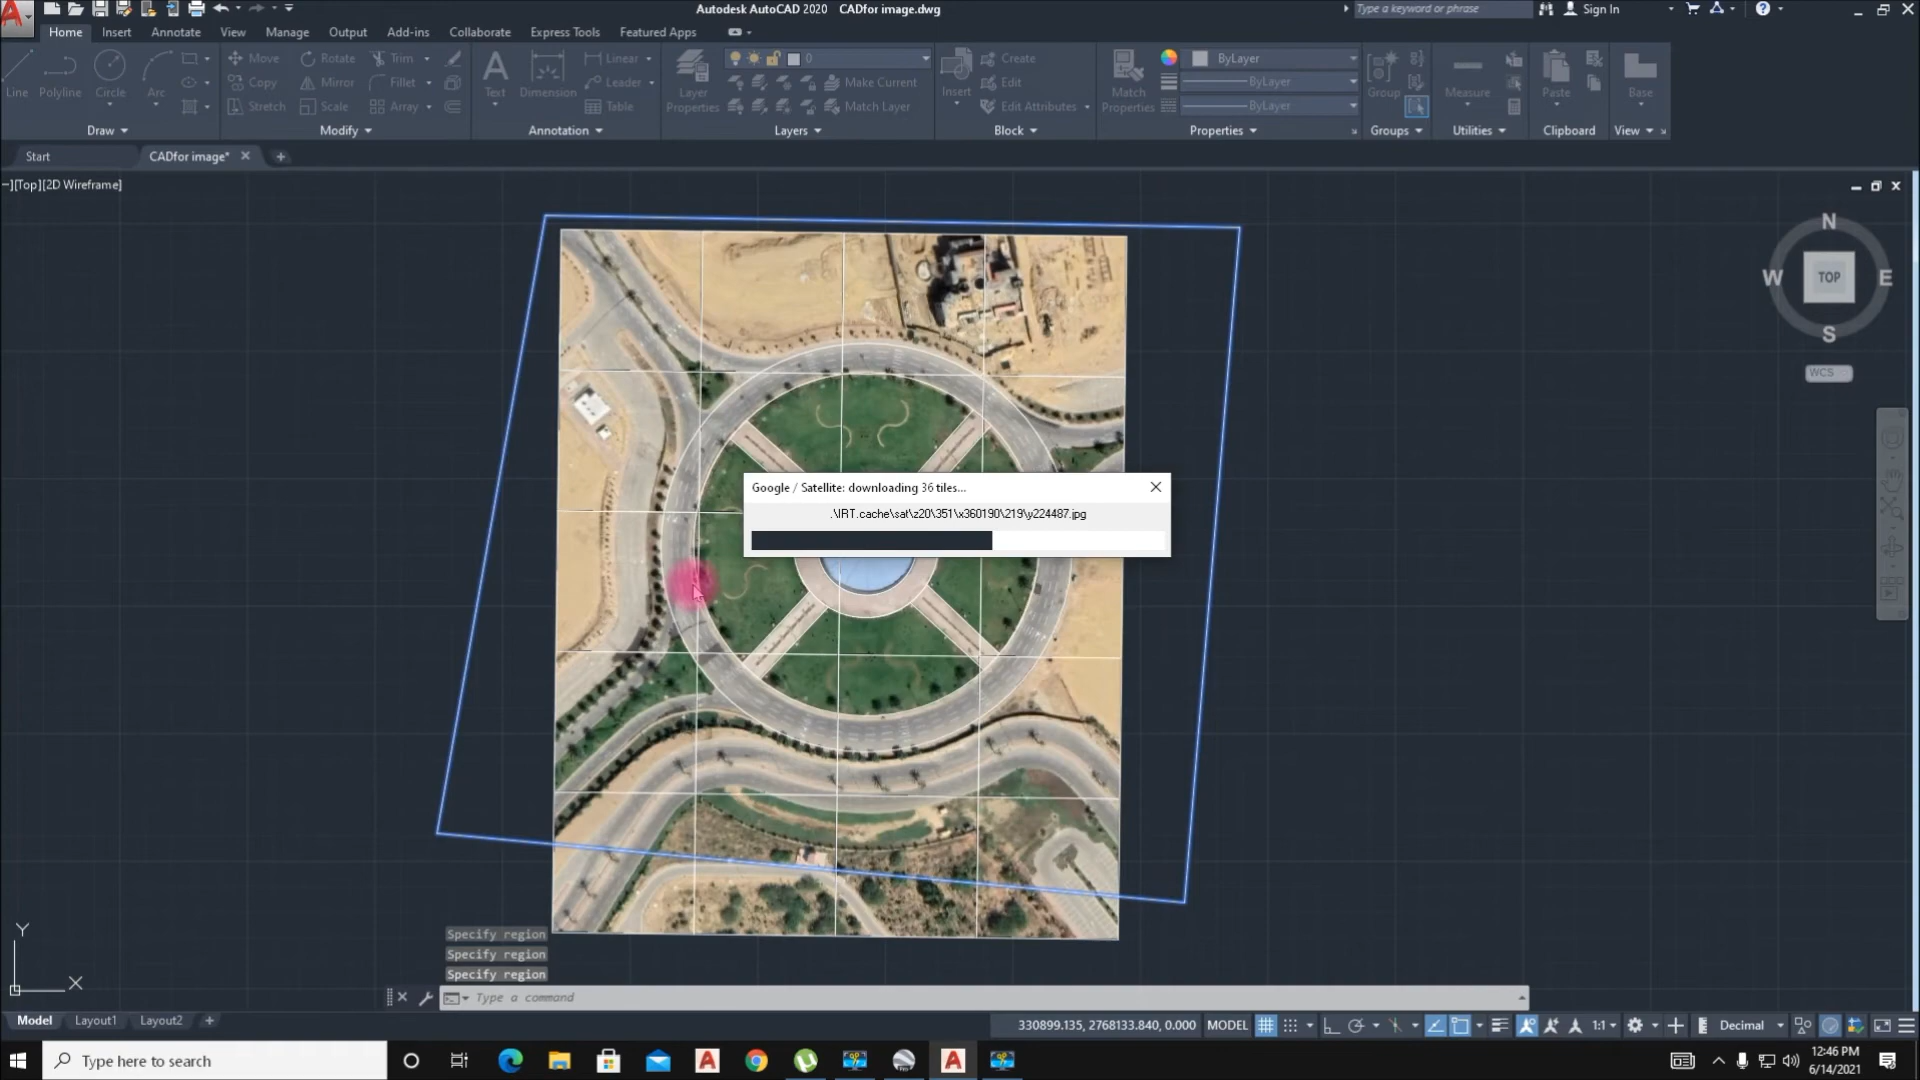 Autodesk AutoCAD 2020   CADfor image.dwg
Type a keyword or phrase
Sign In
Home Insert Annotate View Manage Output Add-ins Collaborate Express Tools Featured Apps
Line Polyline Circle Arc
Move Rotate Trim
Copy Mirror Fillet
Stretch Scale Array
Text Dimension
Linear
Leader
Table
Layer Properties
0
Make Current
Match Layer
Insert
Create
Edit
Edit Attributes
Match Properties
ByLayer
ByLayer
ByLayer
Group
Measure
Paste
Base
Draw Modify Annotation Layers Block Properties Groups Utilities Clipboard View
Start CADfor image*
–][Top][2D Wireframe]
N
W TOP E
S
WCS
Google / Satellite: downloading 36 tiles...
.\IRT.cache\sat\z20\351\x360190\219\y224487.jpg
Specify region
Specify region
Specify region
Y
X
Type a command
Model Layout1 Layout2
330899.135, 2768133.840, 0.000 MODEL 1:1 Decimal
Type here to search
12:46 PM
6/14/2021